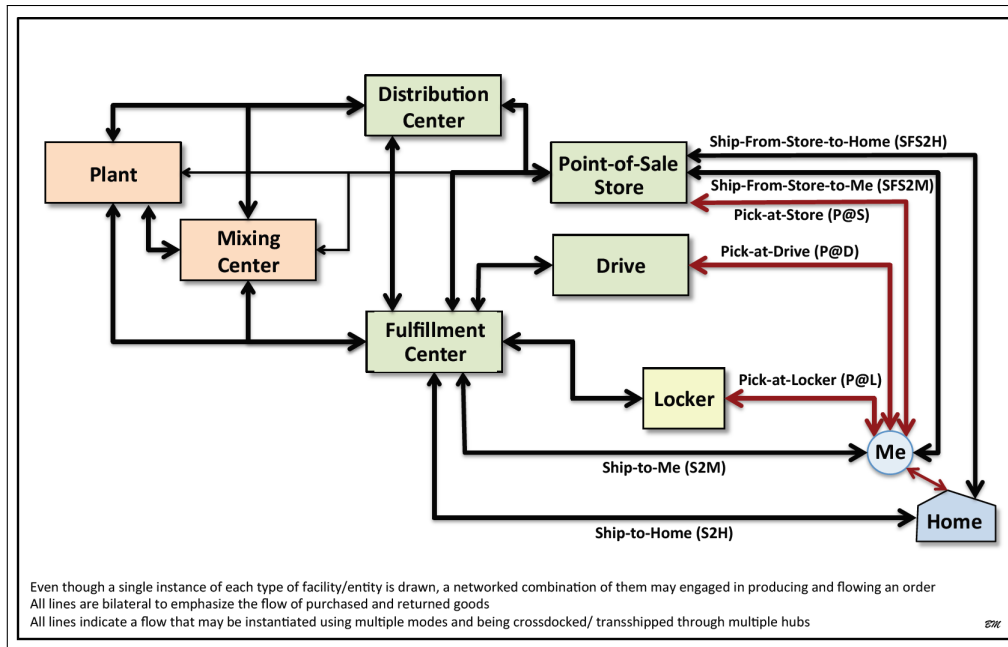 Distribution
Center
Plant
Point-of-Sale
Store
Ship-From-Store-to-Home (SFS2H)
Ship-From-Store-to-Me (SFS2M)
Pick-at-Store (P@S)
Mixing
Center
Drive
Pick-at-Drive (P@D)
Fulfillment
Center
Locker
Pick-at-Locker (P@L)
Me
Ship-to-Me (S2M)
Home
Ship-to-Home (S2H)
Even though a single instance of each type of facility/entity is drawn, a networked combination of them may engaged in producing and flowing an order
All lines are bilateral to emphasize the flow of purchased and returned goods
All lines indicate a flow that may be instantiated using multiple modes and being crossdocked/ transshipped through multiple hubs
BM